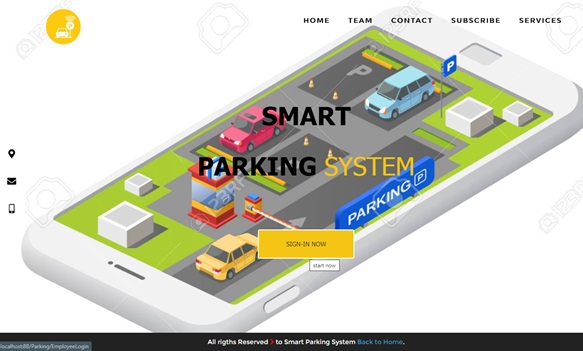 HOME TEAM CONTACT SUBSCRIBE SERVICES
P
P
SMART
PARKING SYSTEM
PARKING P
SIGN-IN NOW
start now
All rigths Reserved to Smart Parking System Back to Home.
localhost:88/Parking/EmployeeLogin
123RF